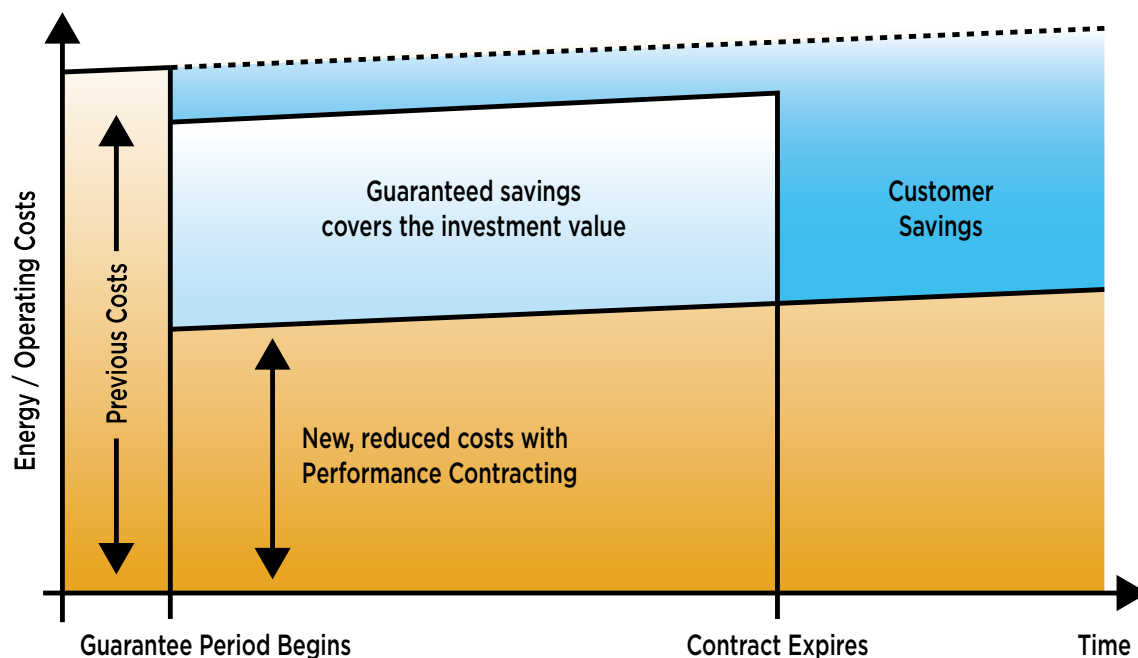 Energy / Operating Costs
Previous Costs
Guaranteed savings
covers the investment value
Customer
Savings
New, reduced costs with
Performance Contracting
Guarantee Period Begins
Contract Expires
Time